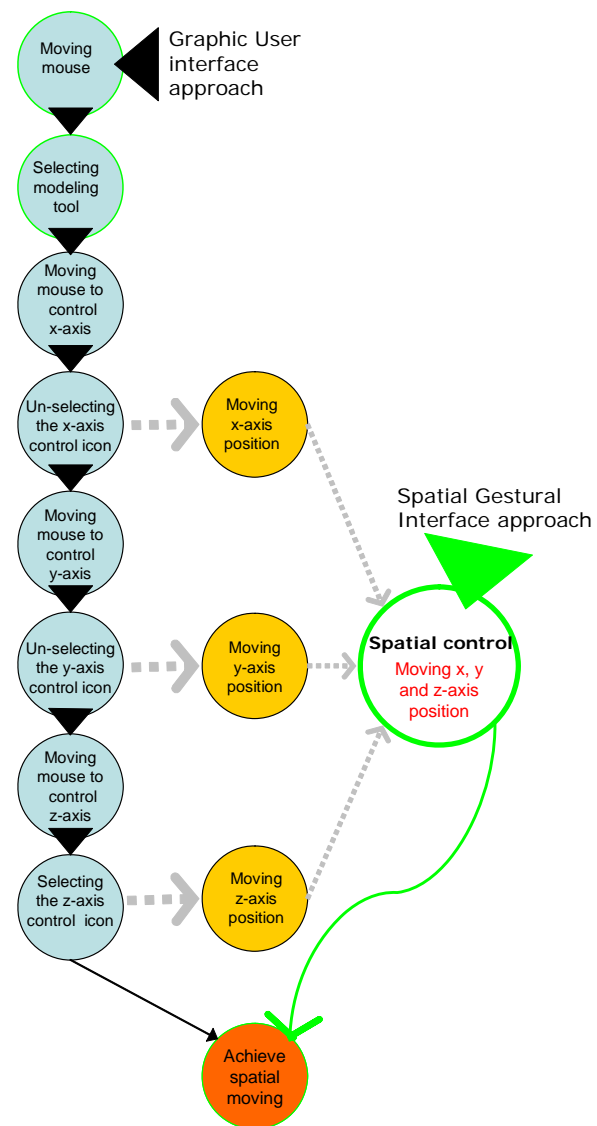 Moving
mouse
Graphic User
interface
approach
Selecting
modeling
tool
Moving
mouse to
control
x-axis
Un-selecting
the x-axis
control icon
Moving
x-axis
position
Moving
mouse to
control
y-axis
Spatial Gestural
Interface approach
Un-selecting
the y-axis
control icon
Moving
y-axis
position
Spatial control
Moving x, y
and z-axis
position
Moving
mouse to
control
z-axis
Selecting
the z-axis
control icon
Moving
z-axis
position
Achieve
spatial
moving